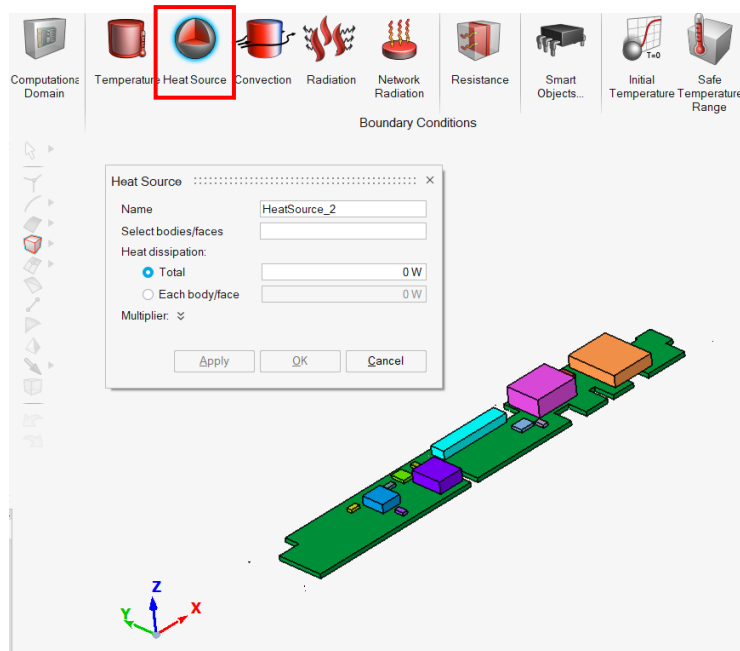 T=0
Computationa Temperature Heat Source Convection Radiation Network Resistance Smart Initial Safe
Domain Radiation Objects... Temperature Temperature
Range
Boundary Conditions
Heat Source
Name HeatSource_2
Select bodies/faces
Heat dissipation:
Total 0 W
Each body/face 0 W
Multiplier:
Apply OK Cancel
Z
Y X